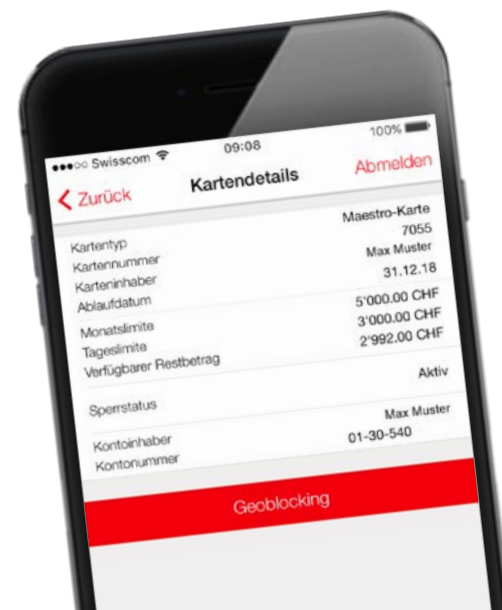 Swisscom 09:08 100%
Zurück Kartendetails Abmelden
Kartentyp Maestro-Karte
Kartennummer 7055
Karteninhaber Max Muster
Ablaufdatum 31.12.18
Monatslimite 5'000.00 CHF
Tageslimite 3'000.00 CHF
Verfügbarer Restbetrag 2'992.00 CHF
Sperrstatus Aktiv
Kontoinhaber Max Muster
Kontonummer 01-30-540
Geoblocking